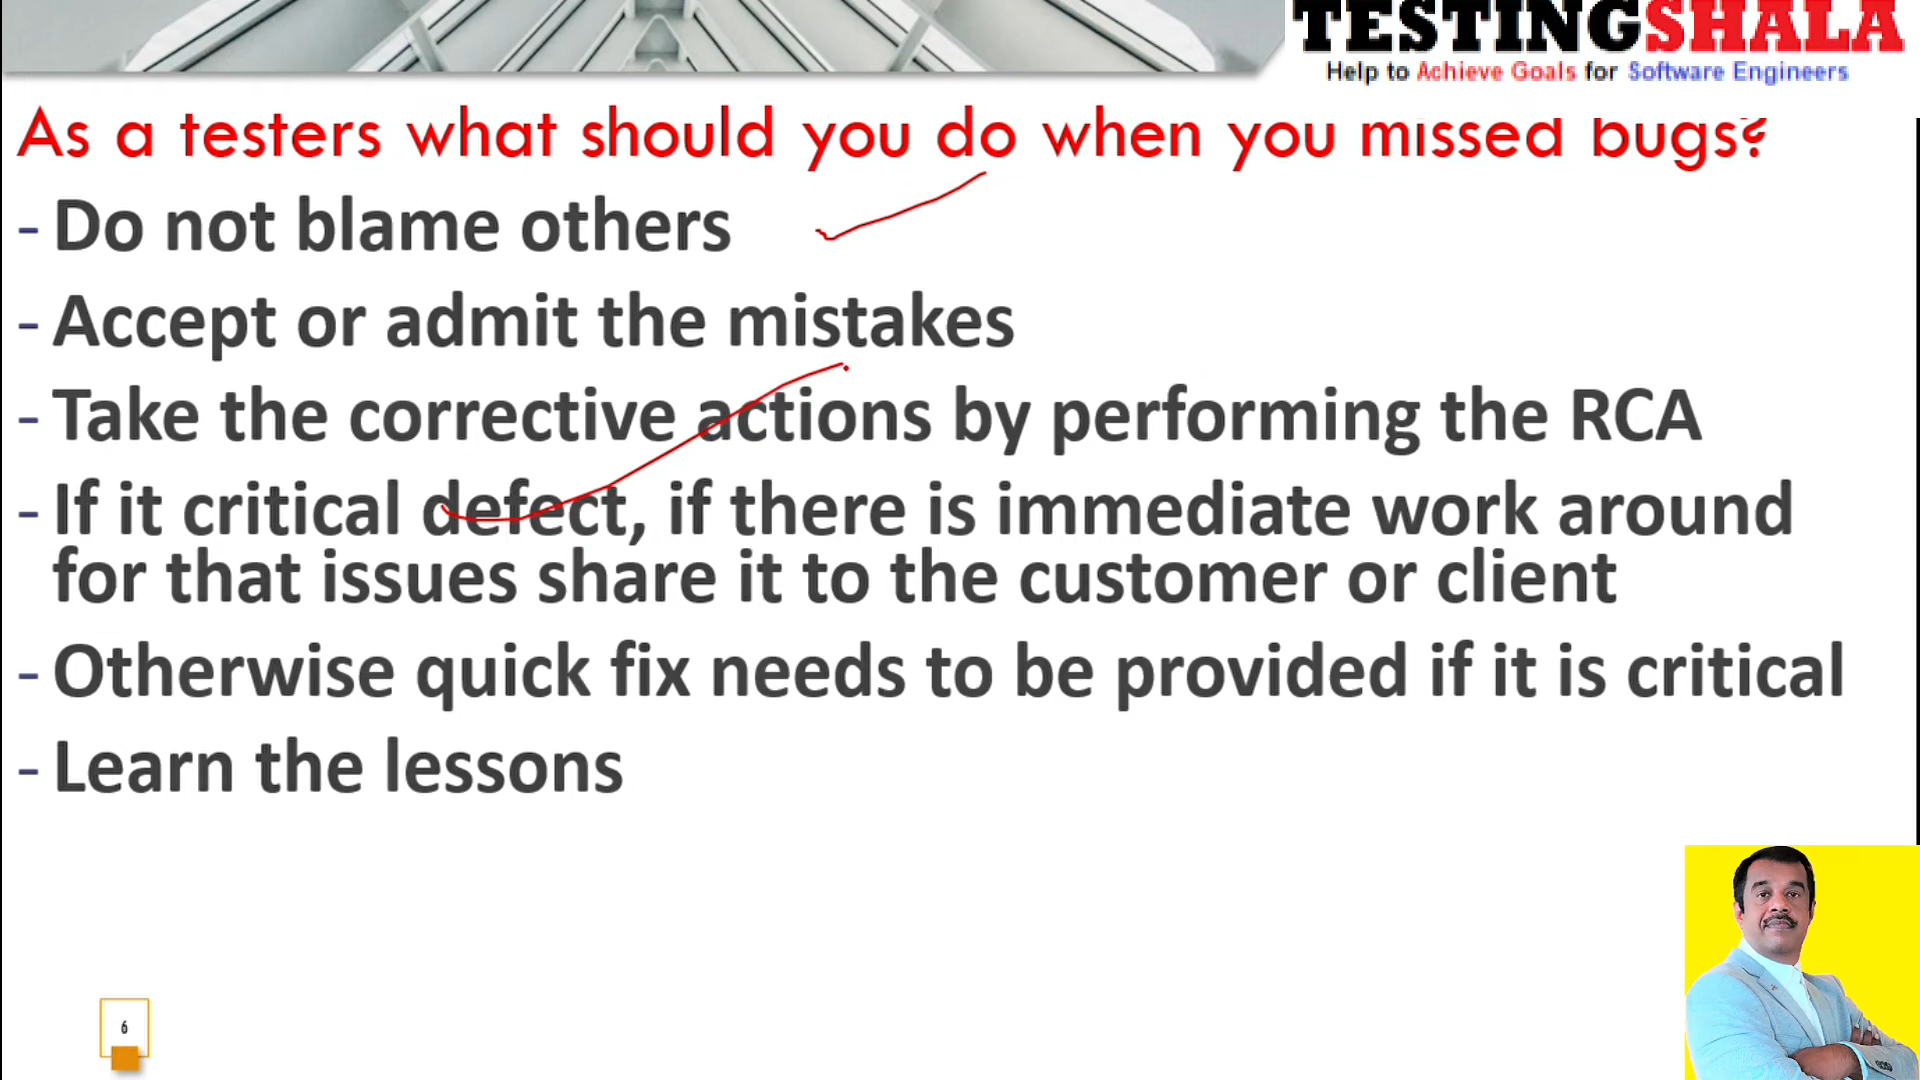 TESTINGSHALA
Help to Achieve Goals for Software Engineers
As a testers what should you do when you missed bugs?
- Do not blame others
- Accept or admit the mistakes
- Take the corrective actions by performing the RCA
- If it critical defect, if there is immediate work around
for that issues share it to the customer or client
- Otherwise quick fix needs to be provided if it is critical
- Learn the lessons
6